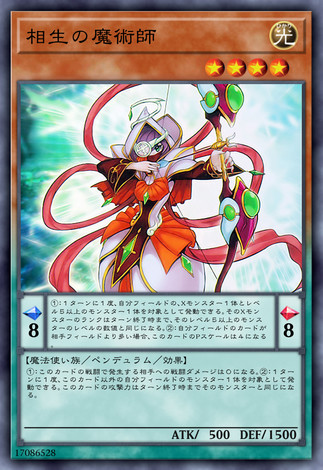 相生の魔術師
光
①:1ターンに1度、自分フィールドの、Xモンスター1体とレベ
ル5以上のモンスター1体を対象として発動できる。そのXモ
ンスターのランクはターン終了時まで、そのレベル5以上のモンス
ターのレベルの数値と同じになる。②:自分フィールドのカードが
相手フィールドより多い場合、このカードのPスケールは4になる
8
8
【魔法使い族/ペンデュラム/効果】
①:このカードの戦闘で発生する相手への戦闘ダメージは0になる。②:1ター
ンに1度、このカード以外の自分フィールドのモンスター1体を対象として発
動できる。このカードの攻撃力はターン終了時までそのモンスターと同じにな
る。
ATK/ 500 DEF/1500
17086528